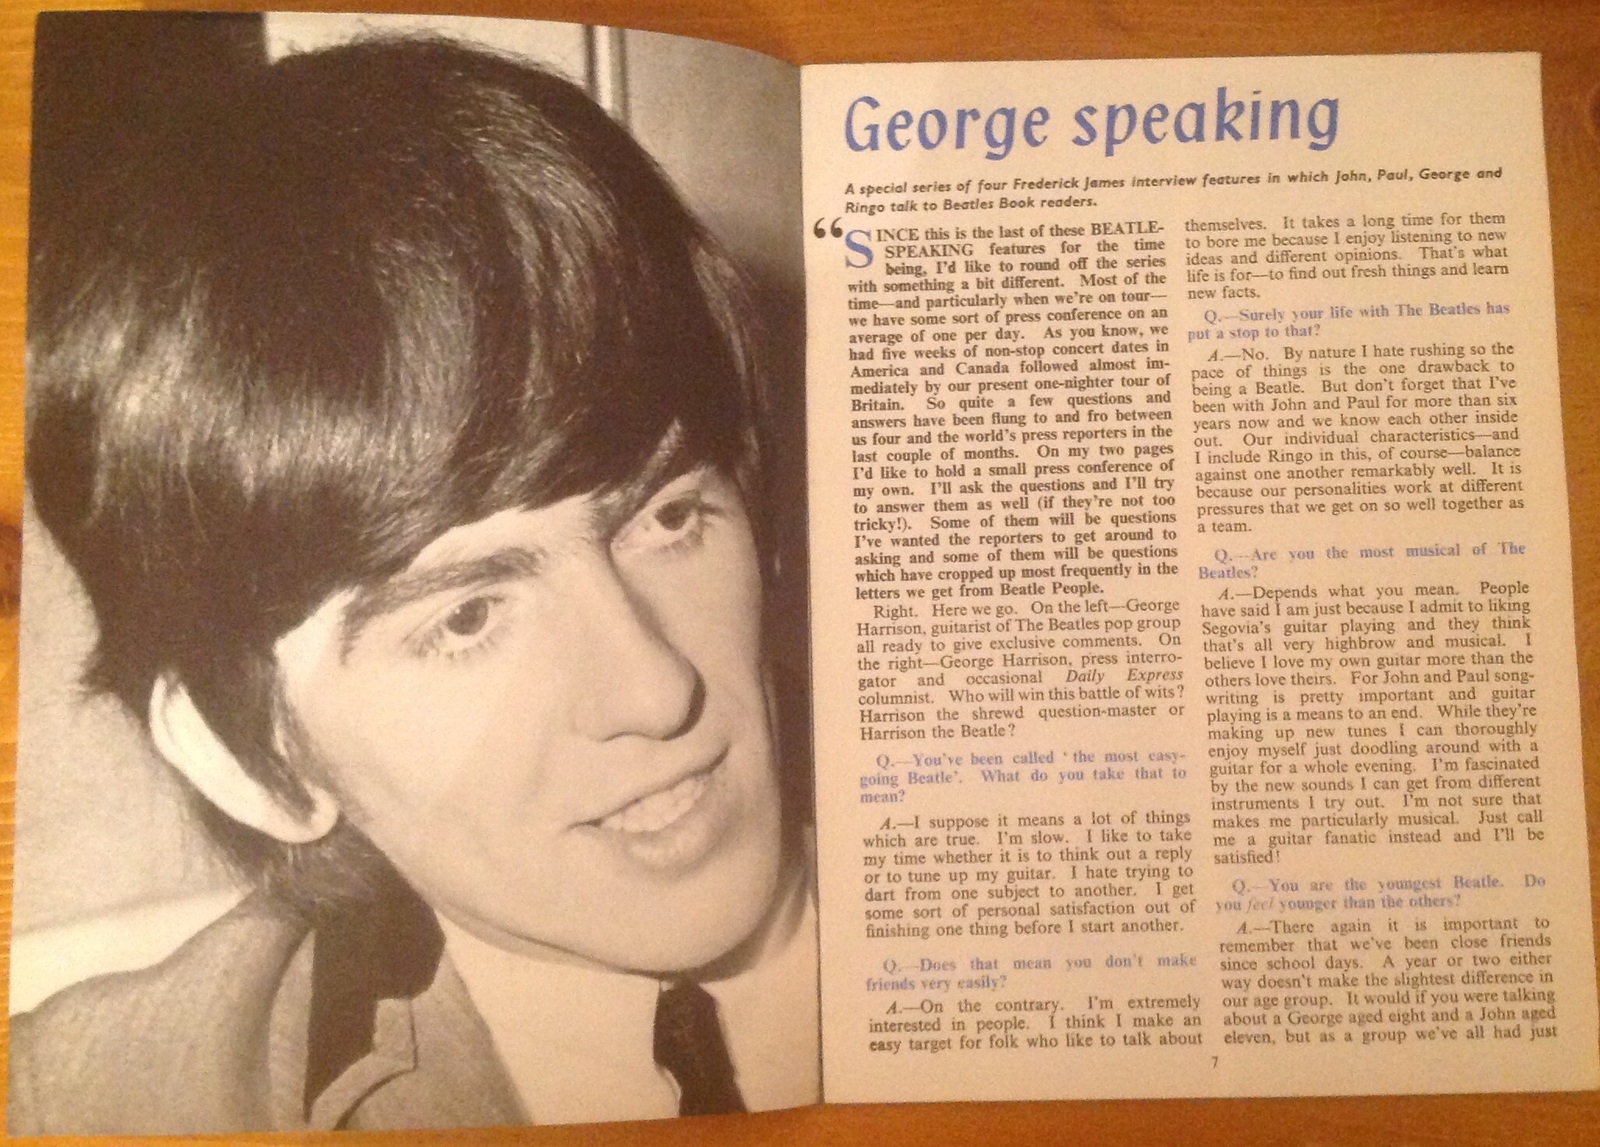 George speaking
A special series of four Frederick James interview features in which John, Paul, George and
Ringo talk to Beatles Book readers.
“SINCE this is the last of these BEATLE-
SPEAKING features for the time
being, I'd like to round off the series
with something a bit different. Most of the
time—and particularly when we're on tour—
we have some sort of press conference on an
average of one per day. As you know, we
had five weeks of non-stop concert dates in
America and Canada followed almost im-
mediately by our present one-nighter tour of
Britain. So quite a few questions and
answers have been flung to and fro between
us four and the world's press reporters in the
last couple of months. On my two pages
I'd like to hold a small press conference of
my own. I'll ask the questions and I'll try
to answer them as well (if they're not too
tricky!). Some of them will be questions
I've wanted the reporters to get around to
asking and some of them will be questions
which have cropped up most frequently in the
letters we get from Beatle People.
Right. Here we go. On the left—George
Harrison, guitarist of The Beatles pop group
all ready to give exclusive comments. On
the right—George Harrison, press interro-
gator and occasional Daily Express
columnist. Who will win this battle of wits?
Harrison the shrewd question-master or
Harrison the Beatle?
Q.—You've been called ‘the most easy-
going Beatle’. What do you take that to
mean?
A.—I suppose it means a lot of things
which are true. I'm slow. I like to take
my time whether it is to think out a reply
or to tune up my guitar. I hate trying to
dart from one subject to another. I get
some sort of personal satisfaction out of
finishing one thing before I start another.
Q.—Does that mean you don't make
friends very easily?
A.—On the contrary. I'm extremely
interested in people. I think I make an
easy target for folk who like to talk about
themselves. It takes a long time for them
to bore me because I enjoy listening to new
ideas and different opinions. That's what
life is for—to find out fresh things and learn
new facts.
Q.—Surely your life with The Beatles has
put a stop to that?
A.—No. By nature I hate rushing so the
pace of things is the one drawback to
being a Beatle. But don't forget that I've
been with John and Paul for more than six
years now and we know each other inside
out. Our individual characteristics—and
I include Ringo in this, of course—balance
against one another remarkably well. It is
because our personalities work at different
pressures that we get on so well together as
a team.
Q.—Are you the most musical of The
Beatles?
A.—Depends what you mean. People
have said I am just because I admit to liking
Segovia's guitar playing and they think
that's all very highbrow and musical. I
believe I love my own guitar more than the
others love theirs. For John and Paul song-
writing is pretty important and guitar
playing is a means to an end. While they're
making up new tunes I can thoroughly
enjoy myself just doodling around with a
guitar for a whole evening. I'm fascinated
by the new sounds I can get from different
instruments I try out. I'm not sure that
makes me particularly musical. Just call
me a guitar fanatic instead and I'll be
satisfied!
Q.—You are the youngest Beatle. Do
you feel younger than the others?
A.—There again it is important to
remember that we've been close friends
since school days. A year or two either
way doesn't make the slightest difference in
our age group. It would if you were talking
about a George aged eight and a John aged
eleven, but as a group we've all had just
7